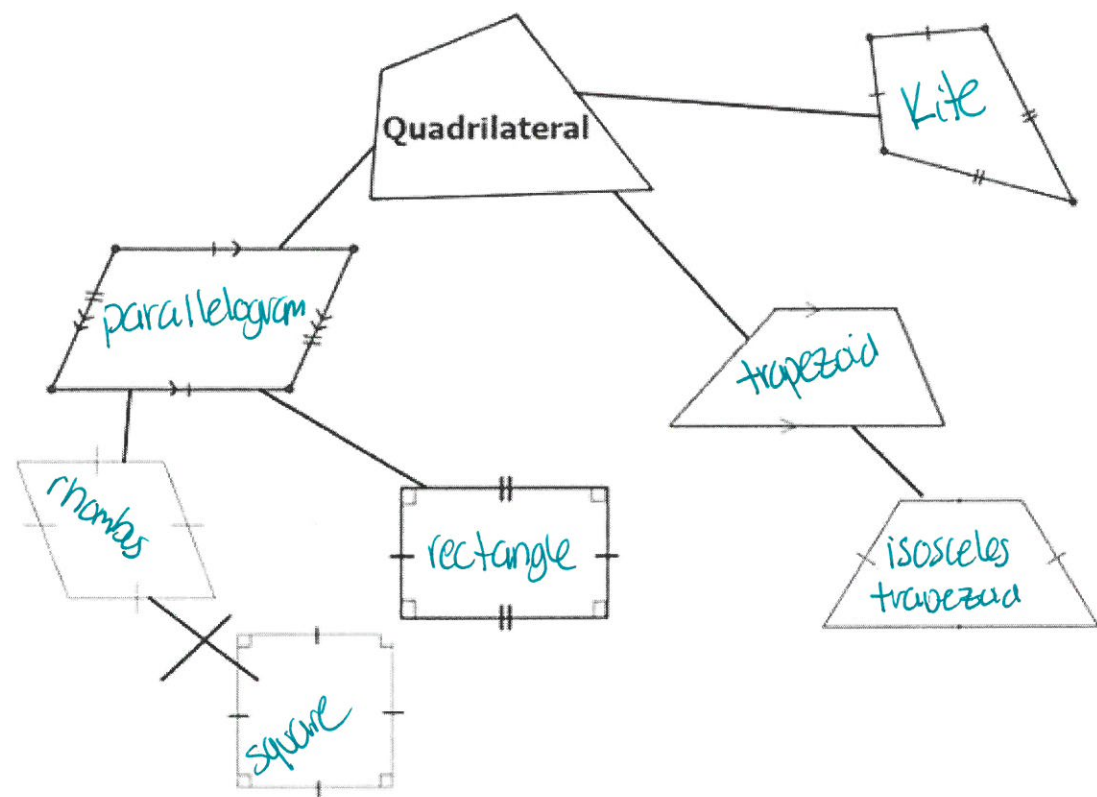 Quadrilateral
Kite
parallelogram
trapezoid
rhombus
rectangle
isosceles
trapezoid
square